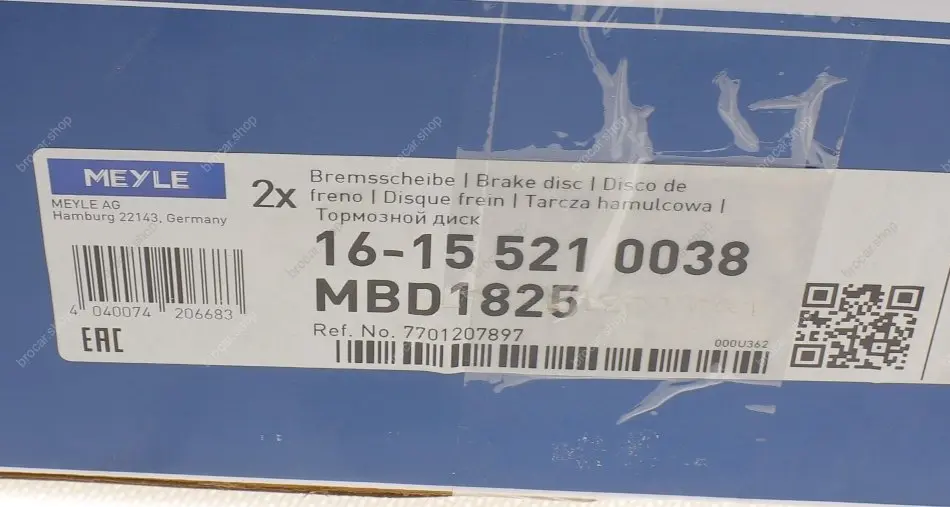 MEYLE
MEYLE AG
Hamburg 22143, Germany
2x
Bremsscheibe | Brake disc | Disco de
freno | Disque frein | Tarcza hamulcowa |
Тормозной диск
16-15 521 0038
MBD1825
Ref. No. 7701207897
000U362
4 040074 206683
EAC
brocar.shop